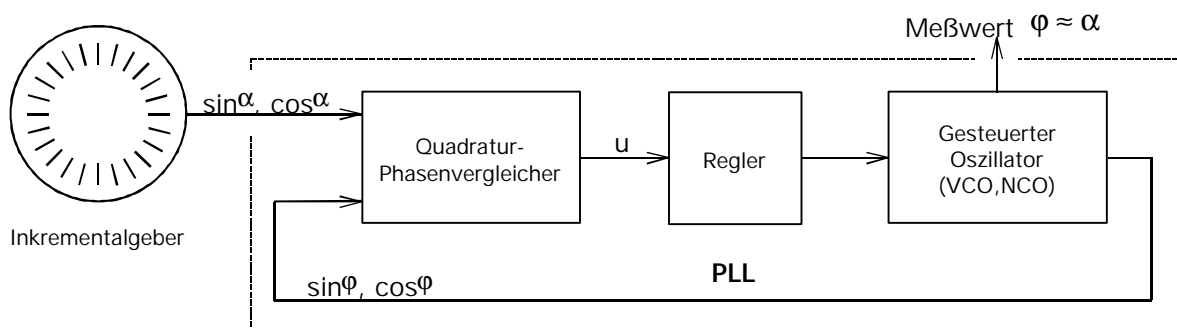 Meßwert φ ≈ α
sinα, cosα
Quadratur-
Phasenvergleicher
u
Regler
Gesteuerter
Oszillator
(VCO,NCO)
Inkrementalgeber
PLL
sinφ, cosφ